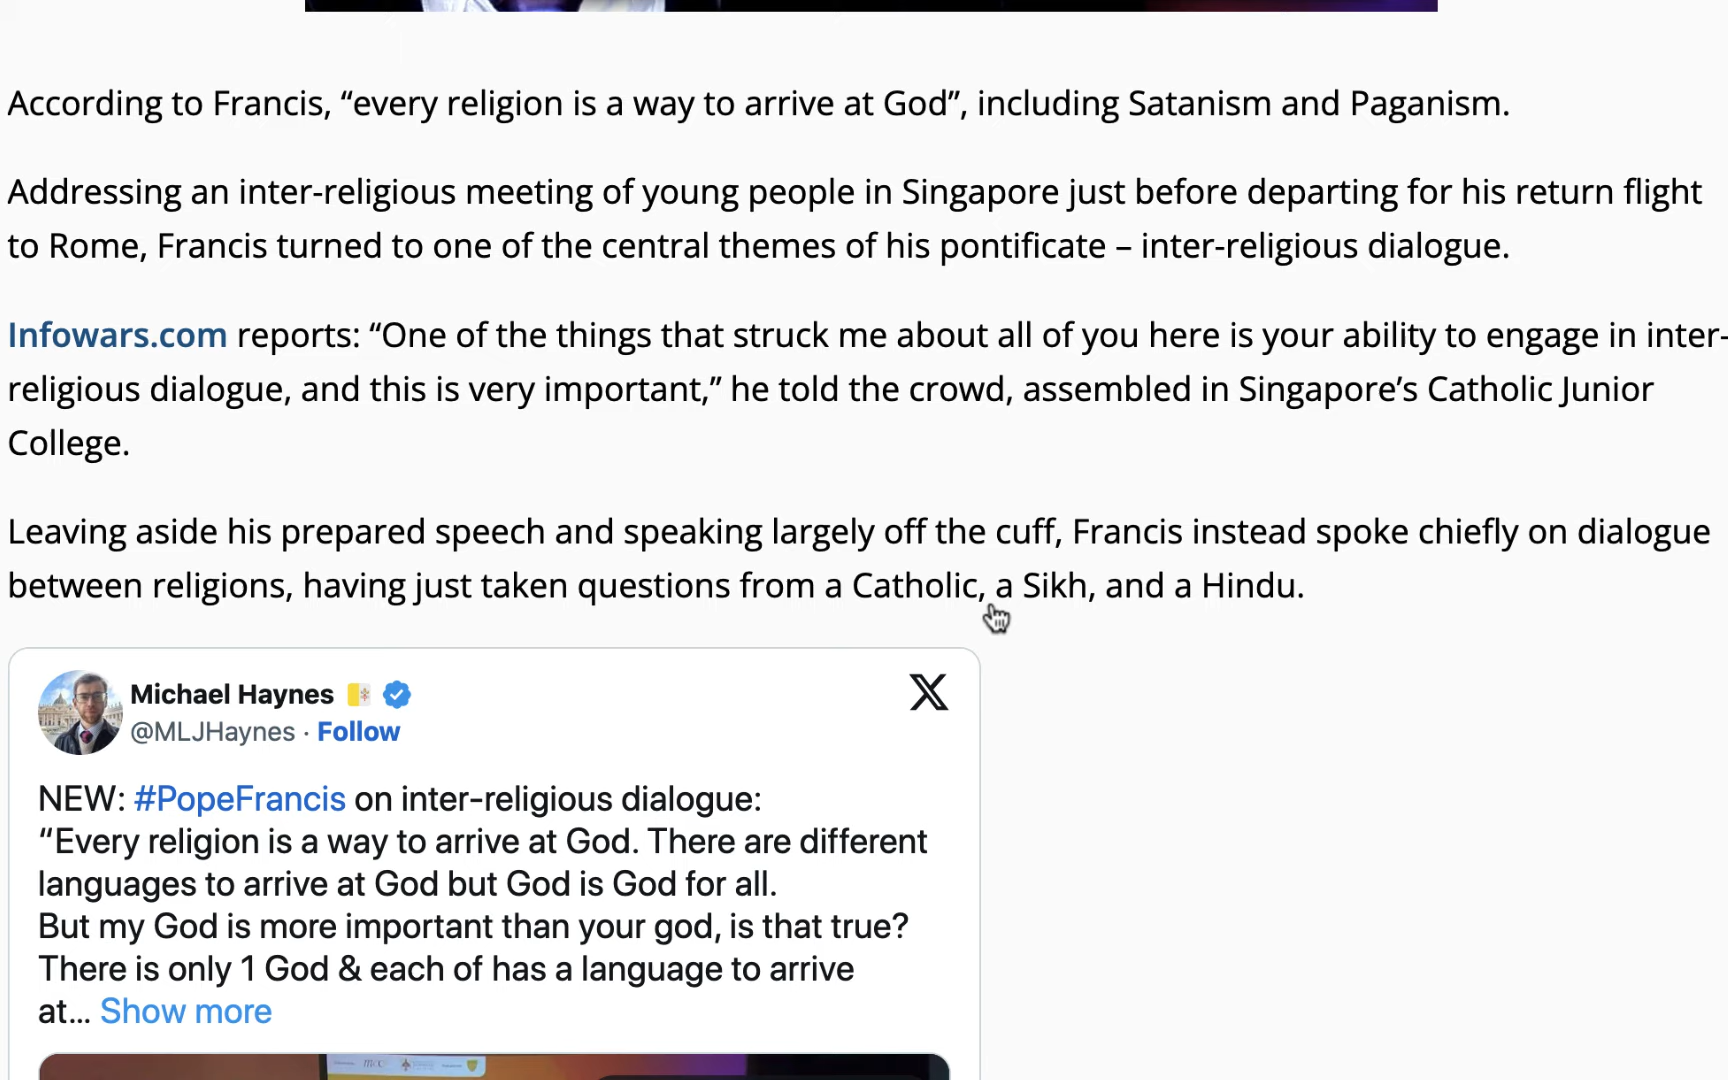 According to Francis, “every religion is a way to arrive at God”, including Satanism and Paganism.
Addressing an inter-religious meeting of young people in Singapore just before departing for his return flight
to Rome, Francis turned to one of the central themes of his pontificate – inter-religious dialogue.
Infowars.com reports: “One of the things that struck me about all of you here is your ability to engage in inter-
religious dialogue, and this is very important,” he told the crowd, assembled in Singapore’s Catholic Junior
College.
Leaving aside his prepared speech and speaking largely off the cuff, Francis instead spoke chiefly on dialogue
between religions, having just taken questions from a Catholic, a Sikh, and a Hindu.
Michael Haynes
@MLJHaynes · Follow
NEW: #PopeFrancis on inter-religious dialogue:
“Every religion is a way to arrive at God. There are different
languages to arrive at God but God is God for all.
But my God is more important than your god, is that true?
There is only 1 God & each of has a language to arrive
at... Show more